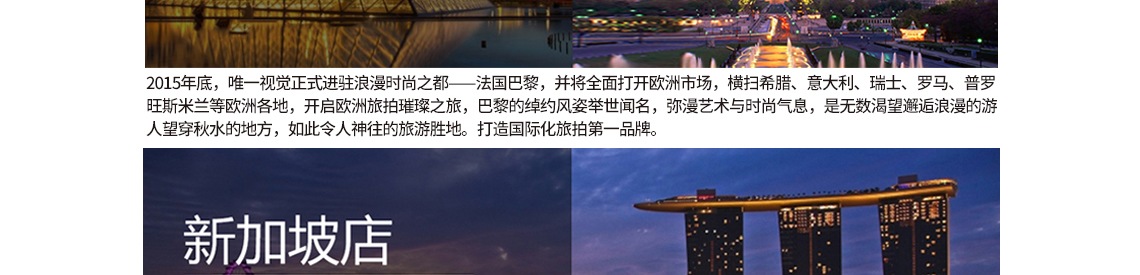 2015年底，唯一视觉正式进驻浪漫时尚之都——法国巴黎，并将全面打开欧洲市场，横扫希腊、意大利、瑞士、罗马、普罗
旺斯米兰等欧洲各地，开启欧洲旅拍璀璨之旅，巴黎的绰约风姿举世闻名，弥漫艺术与时尚气息，是无数渴望邂逅浪漫的游
人望穿秋水的地方，如此令人神往的旅游胜地。打造国际化旅拍第一品牌。
新加坡店